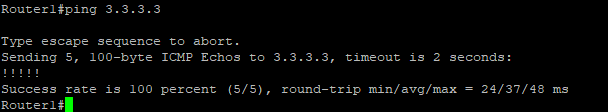 Router1#ping 3.3.3.3
Type escape sequence to abort.
Sending 5, 100-byte ICMP Echos to 3.3.3.3, timeout is 2 seconds:
!!!!!
Success rate is 100 percent (5/5), round-trip min/avg/max = 24/37/48 ms
Router1#